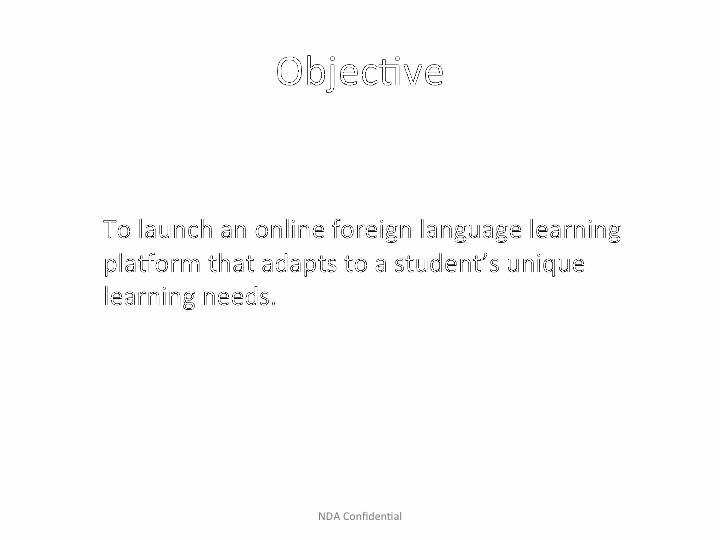 Objective
To launch an online foreign language learning
platform that adapts to a student’s unique
learning needs.
NDA Confidential